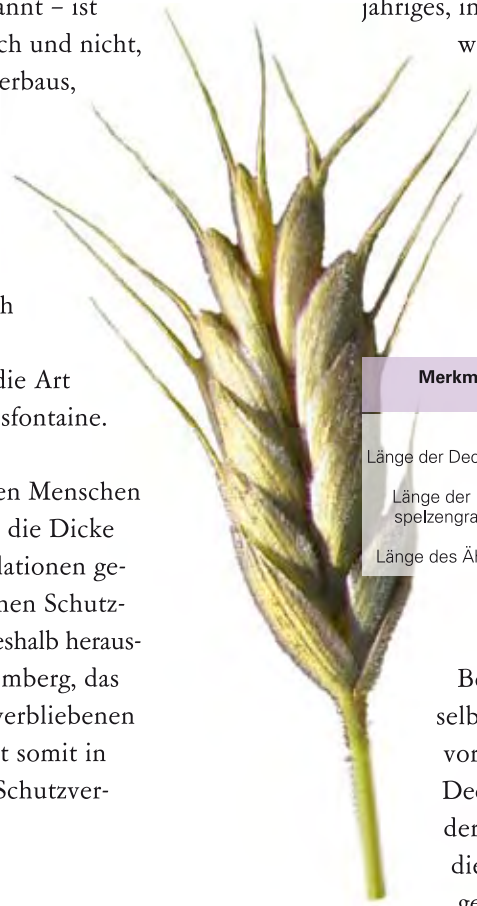 annt – ist
ch und nicht,
erbaus,
h
die Art
sfontaine.
en Menschen
die Dicke
lationen ge-
nen Schutz-
eshalb heraus-
mberg, das
verbliebenen
t somit in
Schutzver-
jähriges, in
w
Merkm
Länge der Dec
Länge der
spelzengra
Länge des Äh
Be
selb
vor
Dec
der
die
ge